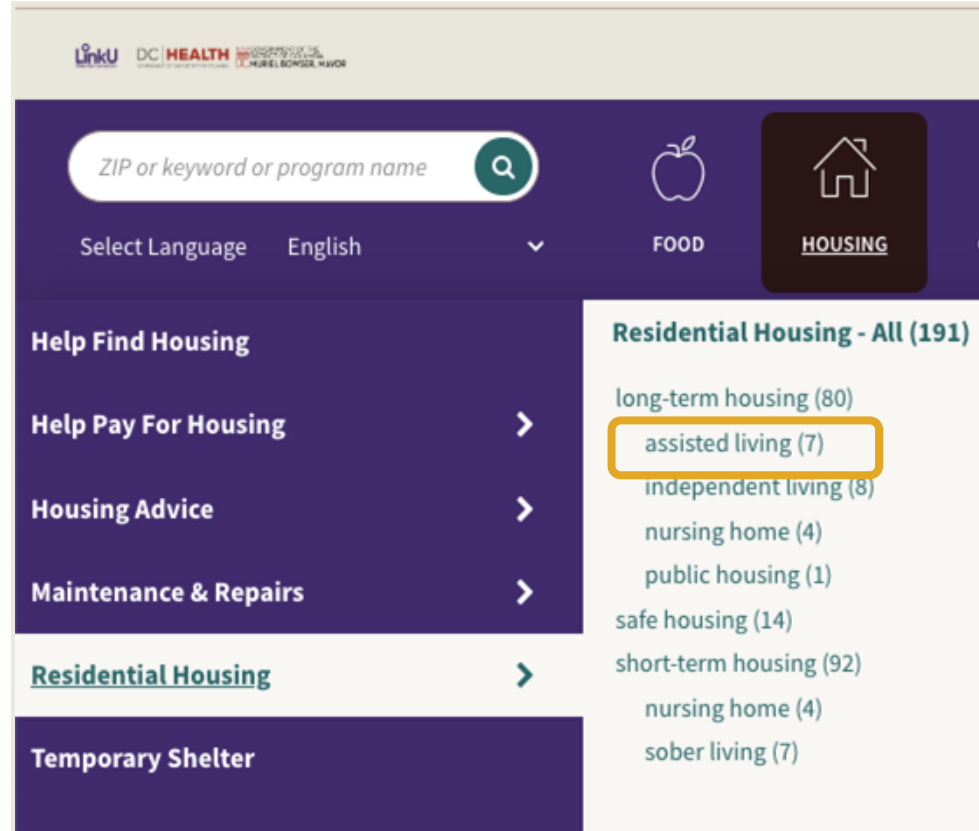 LinkU DC HEALTH
MURIEL BOWSER, MAYOR
ZIP or keyword or program name
Select Language English
FOOD
HOUSING
Help Find Housing
Help Pay For Housing
Housing Advice
Maintenance & Repairs
Residential Housing
Temporary Shelter
Residential Housing - All (191)
long-term housing (80)
assisted living (7)
independent living (8)
nursing home (4)
public housing (1)
safe housing (14)
short-term housing (92)
nursing home (4)
sober living (7)